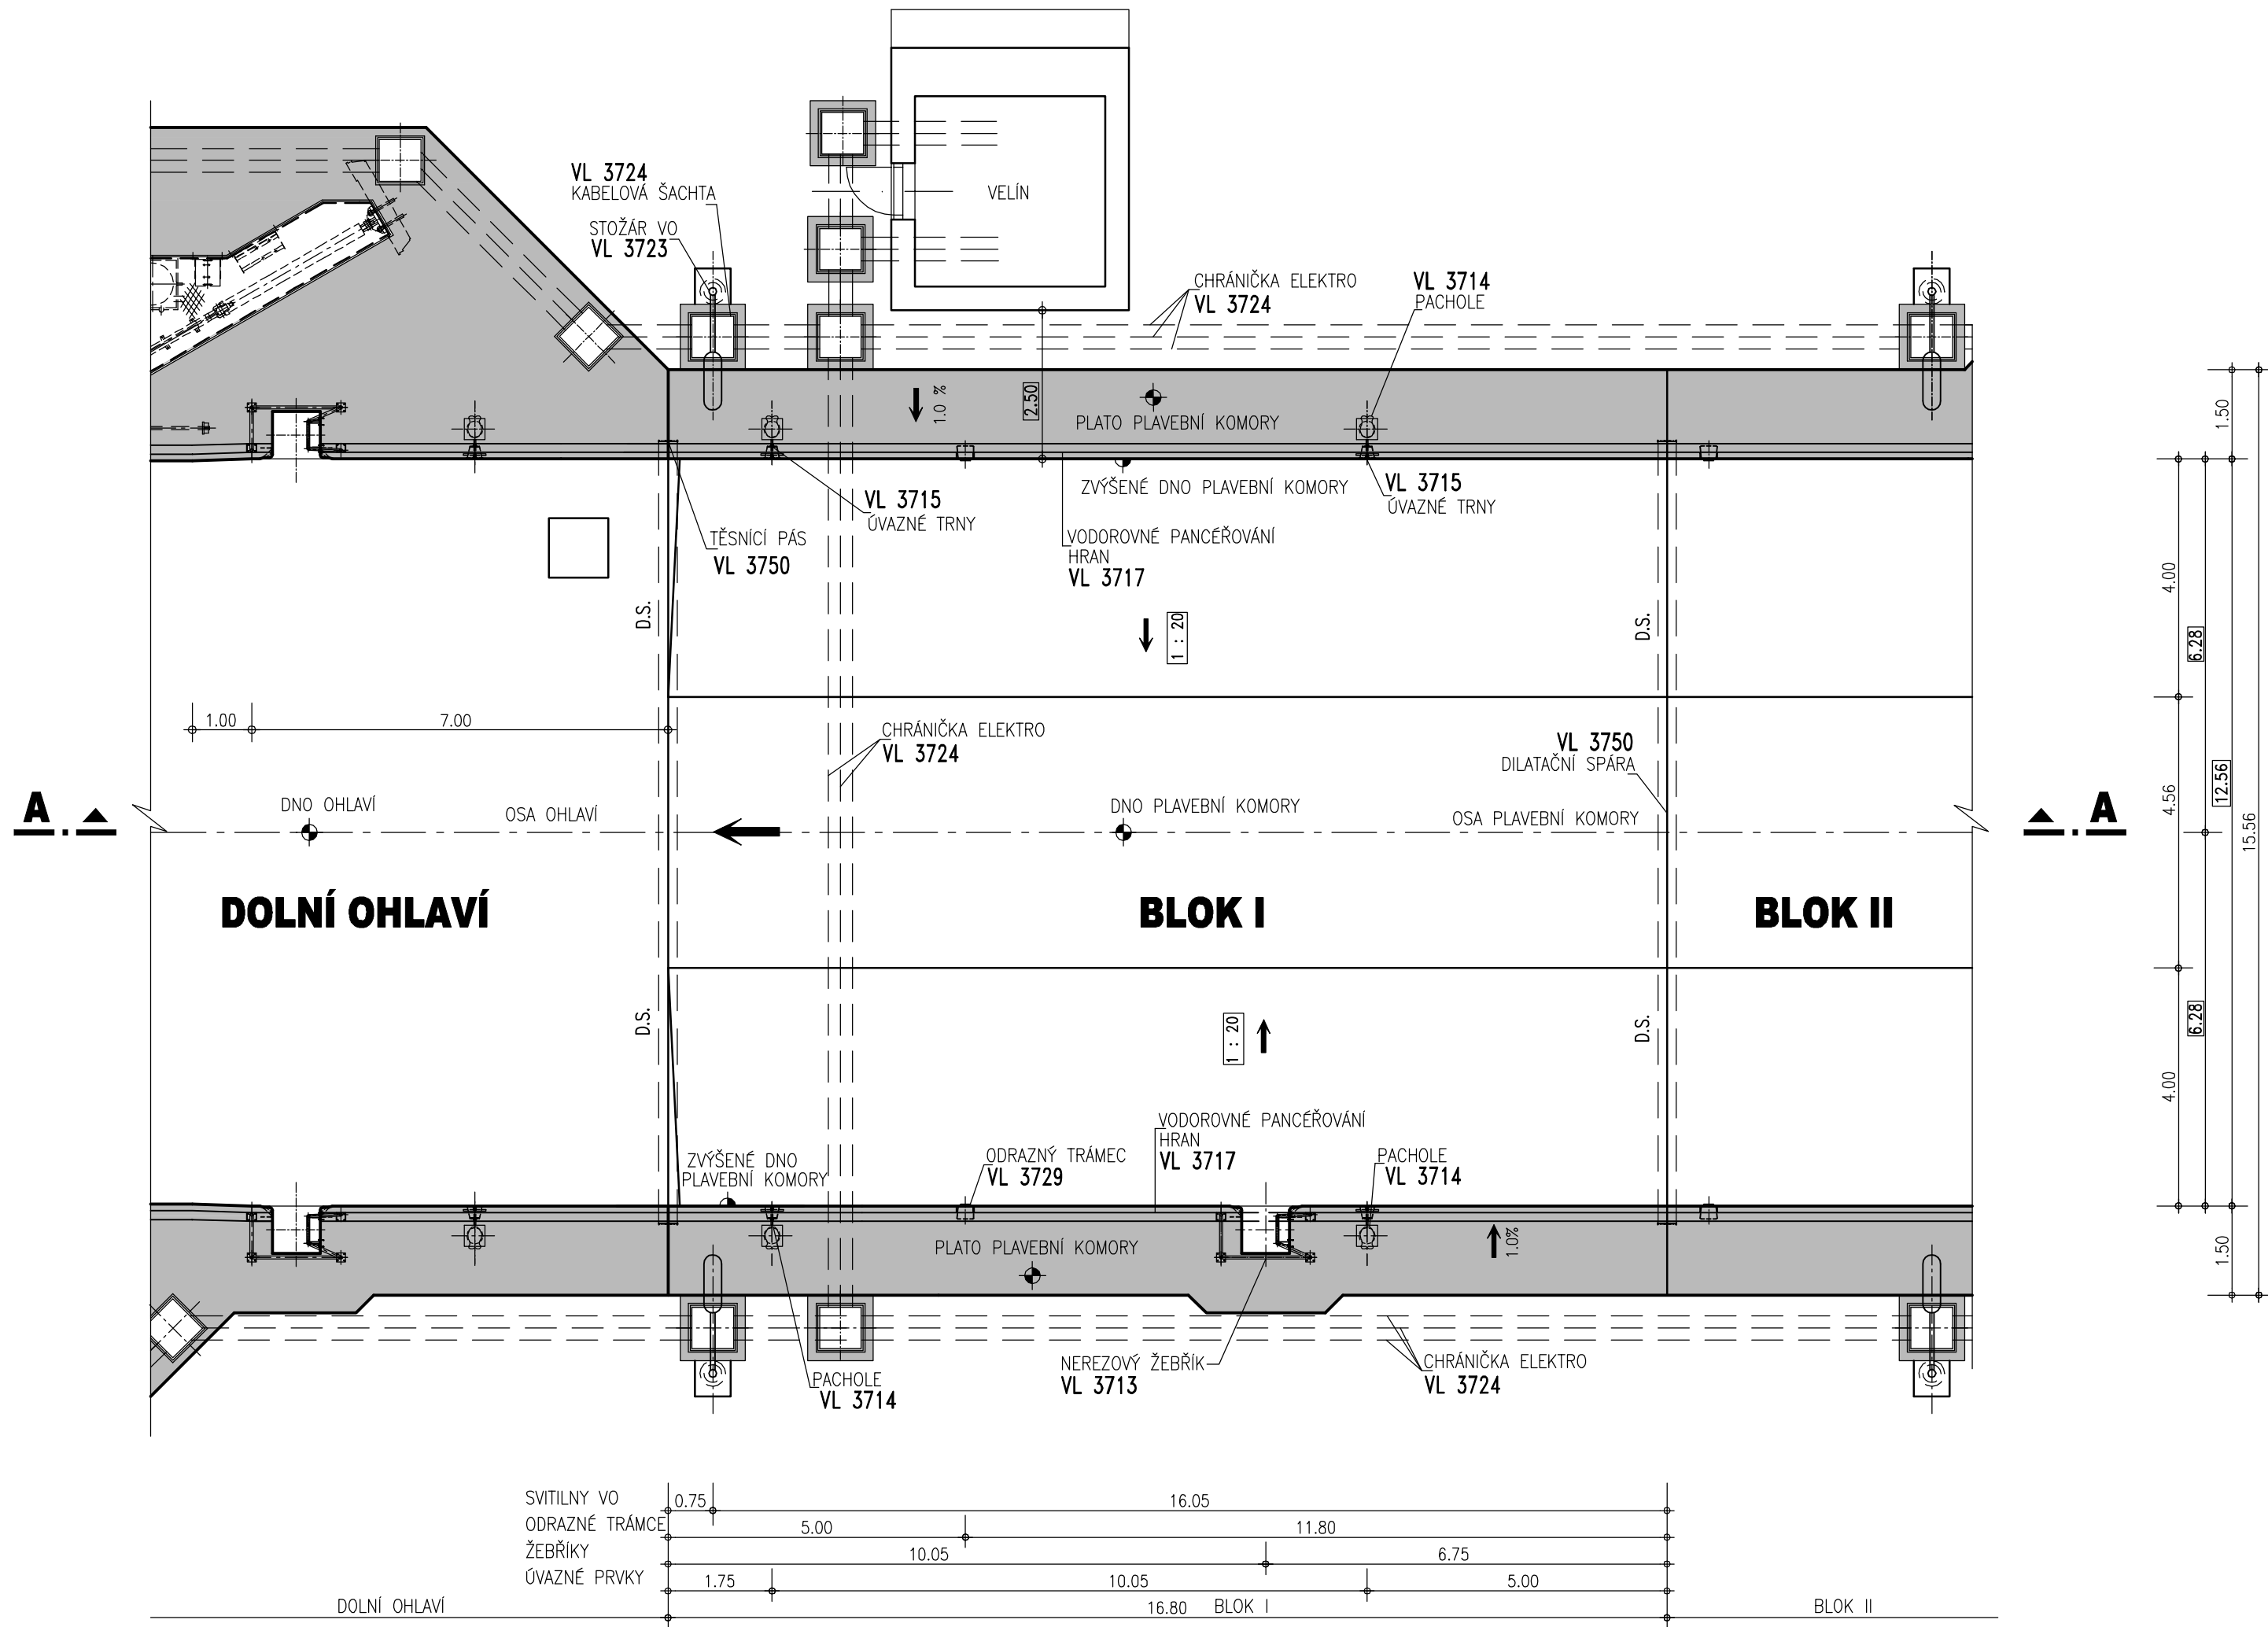 VL 3724
KABELOVÁ ŠACHTA
STOŽÁR VO
VL 3723
VELÍN
CHRÁNIČKA ELEKTRO
VL 3724
VL 3714
PACHOLE
1.0 %
2.50
PLATO PLAVEBNÍ KOMORY
1.50
ZVÝŠENÉ DNO PLAVEBNÍ KOMORY
VL 3715
ÚVAZNÉ TRNY
VL 3715
ÚVAZNÉ TRNY
TĚSNÍCÍ PÁS
VL 3750
VODOROVNÉ PANCÉŘOVÁNÍ
HRAN
VL 3717
D.S.
1 : 20
D.S.
4.00
6.28
1.00
7.00
CHRÁNIČKA ELEKTRO
VL 3724
VL 3750
DILATAČNÍ SPÁRA
A
DNO OHLAVÍ
OSA OHLAVÍ
DNO PLAVEBNÍ KOMORY
OSA PLAVEBNÍ KOMORY
A
4.56
12.56
15.56
DOLNÍ OHLAVÍ
BLOK I
BLOK II
D.S.
1 : 20
D.S.
6.28
4.00
ZVÝŠENÉ DNO
PLAVEBNÍ KOMORY
ODRAZNÝ TRÁMEC
VL 3729
VODOROVNÉ PANCÉŘOVÁNÍ
HRAN
VL 3717
PACHOLE
VL 3714
PLATO PLAVEBNÍ KOMORY
1.0%
1.50
PACHOLE
VL 3714
NEREZOVÝ ŽEBŘÍK
VL 3713
CHRÁNIČKA ELEKTRO
VL 3724
SVITILNY VO 0.75 16.05
ODRAZNÉ TRÁMCE 5.00 11.80
ŽEBŘÍKY 10.05 6.75
ÚVAZNÉ PRVKY 1.75 10.05 5.00
DOLNÍ OHLAVÍ 16.80 BLOK I BLOK II